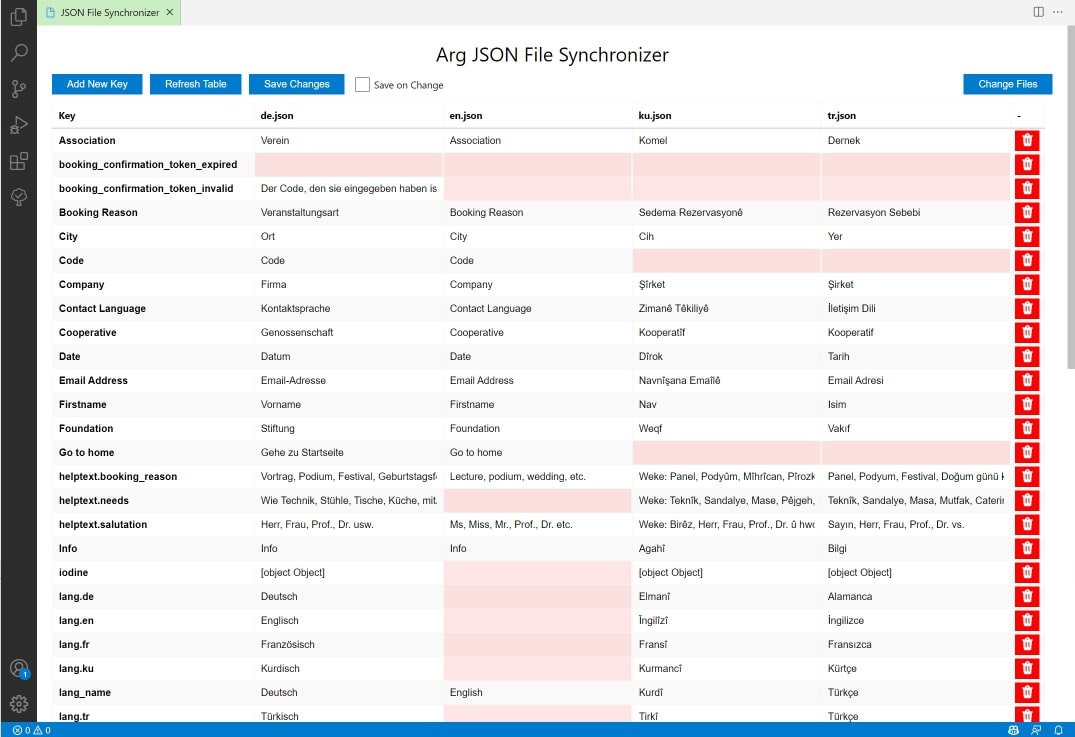 JSON File Synchronizer
Arg JSON File Synchronizer
Add New Key Refresh Table Save Changes Save on Change Change Files
Key de.json en.json ku.json tr.json -
Association Verein Association Komel Dernek
booking_confirmation_token_expired
booking_confirmation_token_invalid Der Code, den sie eingegeben haben is
Booking Reason Veranstaltungsart Booking Reason Sedema Rezervasyonê Rezervasyon Sebebi
City Ort City Cih Yer
Code Code Code
Company Firma Company Şîrket Şirket
Contact Language Kontaktsprache Contact Language Zimanê Têkiliyê İletişim Dili
Cooperative Genossenschaft Cooperative Kooperatîf Kooperatif
Date Datum Date Dîrok Tarih
Email Address Email-Adresse Email Address Navnîşana Emaîlê Email Adresi
Firstname Vorname Firstname Nav Isim
Foundation Stiftung Foundation Weqf Vakıf
Go to home Gehe zu Startseite Go to home
helptext.booking_reason Vortrag, Podium, Festival, Geburtstagsf Lecture, podium, wedding, etc. Weke: Panel, Podyûm, Mîhrîcan, Pîrozk Panel, Podyum, Festival, Doğum günü k
helptext.needs Wie Technik, Stühle, Tische, Küche, mit Weke: Teknîk, Sandalye, Mase, Pêjgeh, Teknîk, Sandalye, Masa, Mutfak, Caterin
helptext.salutation Herr, Frau, Prof., Dr. usw. Ms, Miss, Mr., Prof., Dr. etc. Weke: Birêz, Herr, Frau, Prof., Dr. û hwd Sayın, Herr, Frau, Prof., Dr. vs.
Info Info Info Agahî Bilgi
iodine [object Object] [object Object] [object Object]
lang.de Deutsch Elmanî Alamanca
lang.en Englisch Îngilîzî İngilizce
lang.fr Französisch Fransî Fransızca
lang.ku Kurdisch Kurmancî Kürtçe
lang_name Deutsch English Kurdî Türkçe
lang.tr Türkisch Tirkî Türkçe
1
0 0